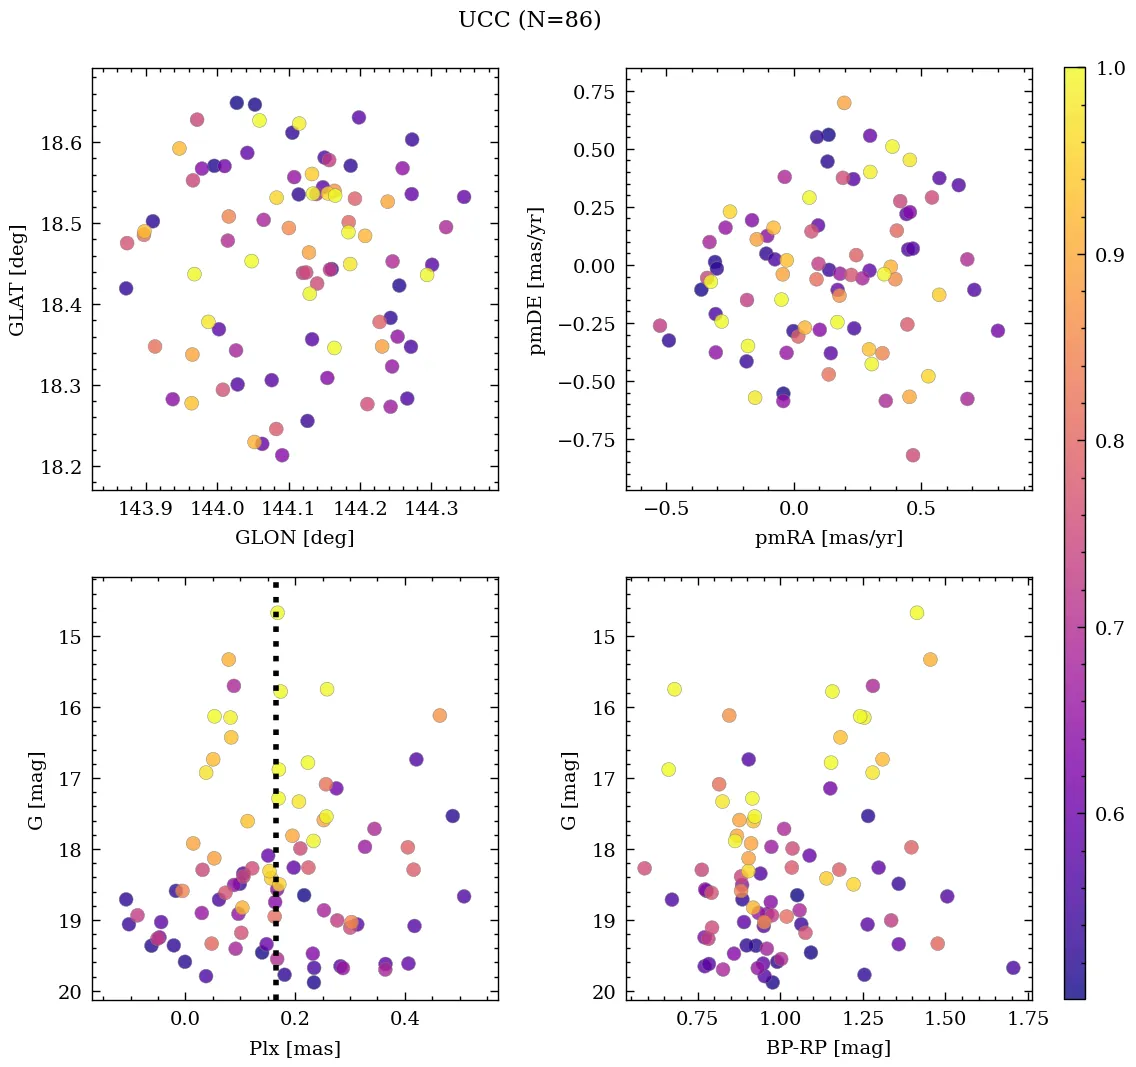 UCC (N=86)
18.6
18.5
18.4
18.3
18.2
GLAT [deg]
143.9 144.0 144.1 144.2 144.3
GLON [deg]
0.75
0.50
0.25
0.00
−0.25
−0.50
−0.75
pmDE [mas/yr]
−0.5 0.0 0.5
pmRA [mas/yr]
1.0
0.9
0.8
0.7
0.6
15
16
17
18
19
20
G [mag]
0.0 0.2 0.4
Plx [mas]
15
16
17
18
19
20
G [mag]
0.75 1.00 1.25 1.50 1.75
BP-RP [mag]